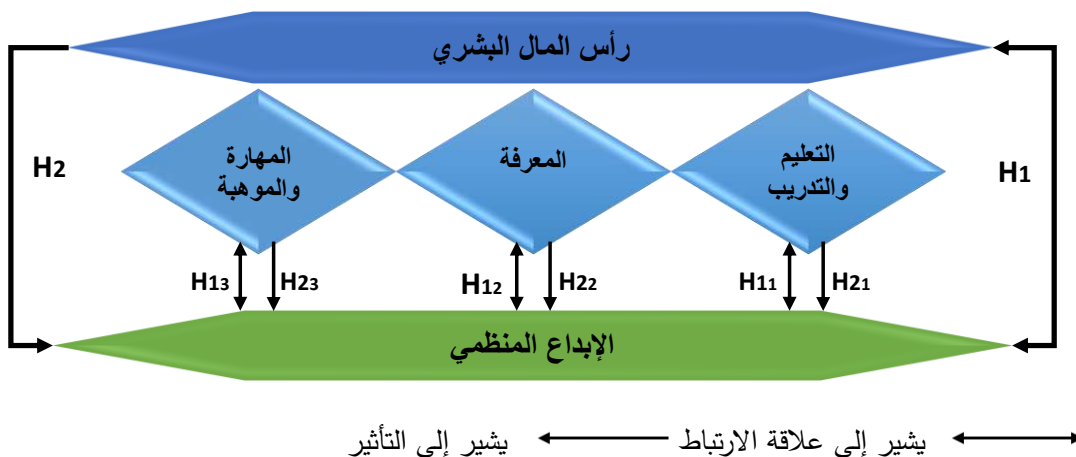 رأس المال البشري
التعليم
والتدريب
المعرفة
المهارة
والموهبة
H1
H2
H11
H21
H12
H22
H13
H23
الإبداع المنظمي
يشير إلى علاقة الارتباط
يشير إلى التأثير